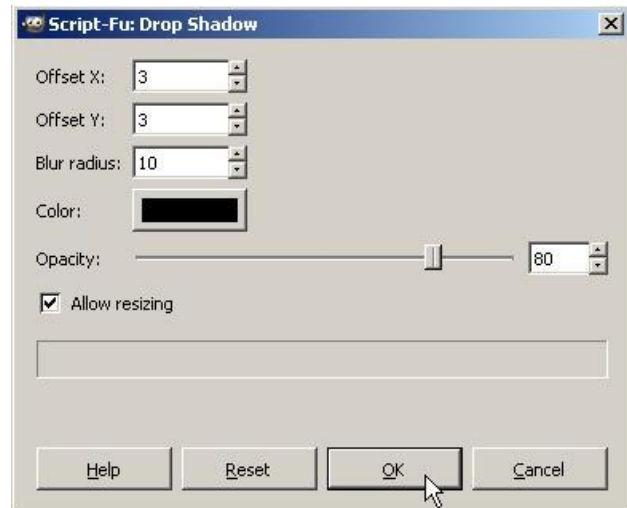 Script-Fu: Drop Shadow
Offset X: 3
Offset Y: 3
Blur radius: 10
Color:
Opacity: 80
Allow resizing
Help Reset OK Cancel